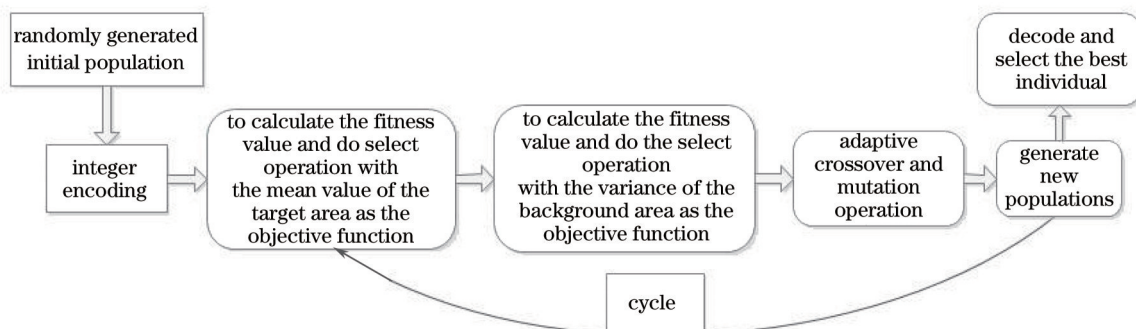 randomly generated
initial population
integer
encoding
to calculate the fitness
value and do select
operation with
the mean value of the
target area as the
objective function
to calculate the fitness
value and do the select
operation
with the variance of the
background area as the
objective function
adaptive
crossover and
mutation
operation
generate
new
populations
decode and
select the best
individual
cycle